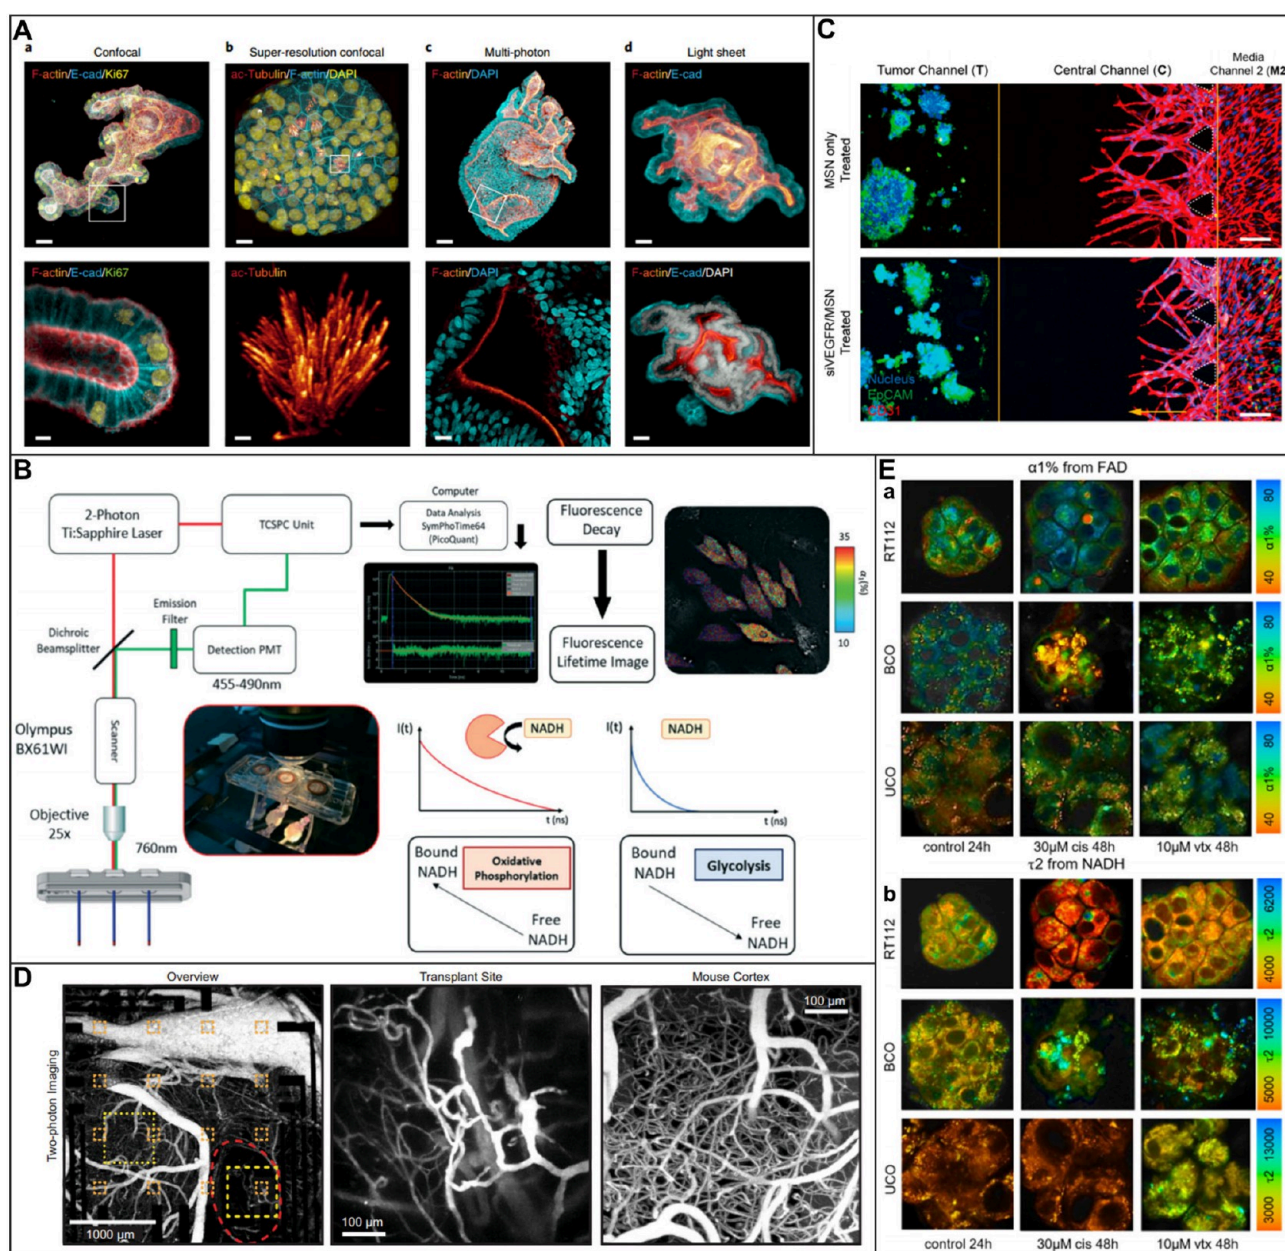 A
a
Confocal
b
Super-resolution confocal
c
Multi-photon
d
Light sheet
F-actin/E-cad/Ki67
ac-Tubulin/F-actin/DAPI
F-actin/DAPI
F-actin/E-cad
F-actin/E-cad/Ki67
ac-Tubulin
F-actin/DAPI
F-actin/E-cad/DAPI
C
Tumor Channel (T)
Central Channel (C)
Media
Channel 2 (M2
MSN only
Treated
siVEGFR/MSN
Treated
Nucleus
EpCAM
CD31
B
2-Photon
Ti:Sapphire Laser
TCSPC Unit
Computer
Data Analysis
SymPhoTime64
(PicoQuant)
Fluorescence
Decay
Fluorescence
Lifetime Image
35
a₁(%)
10
Emission
Filter
Dichroic
Beamsplitter
Detection PMT
455-490nm
Olympus
BX61WI
Scanner
Objective
25x
760nm
I(t)
NADH
t (ns)
I(t)
NADH
t (ns)
Bound
NADH
Oxidative
Phosphorylation
Free
NADH
Bound
NADH
Glycolysis
Free
NADH
D
Overview
Transplant Site
Mouse Cortex
Two-photon Imaging
1000 µm
100 µm
100 µm
E
α1% from FAD
a
RT112
80
α1%
40
BCO
80
α1%
40
UCO
80
α1%
40
control 24h
30µM cis 48h
10µM vtx 48h
τ2 from NADH
b
RT112
6200
τ2
4000
BCO
10000
τ2
5000
UCO
13000
τ2
3000
control 24h
30µM cis 48h
10µM vtx 48h